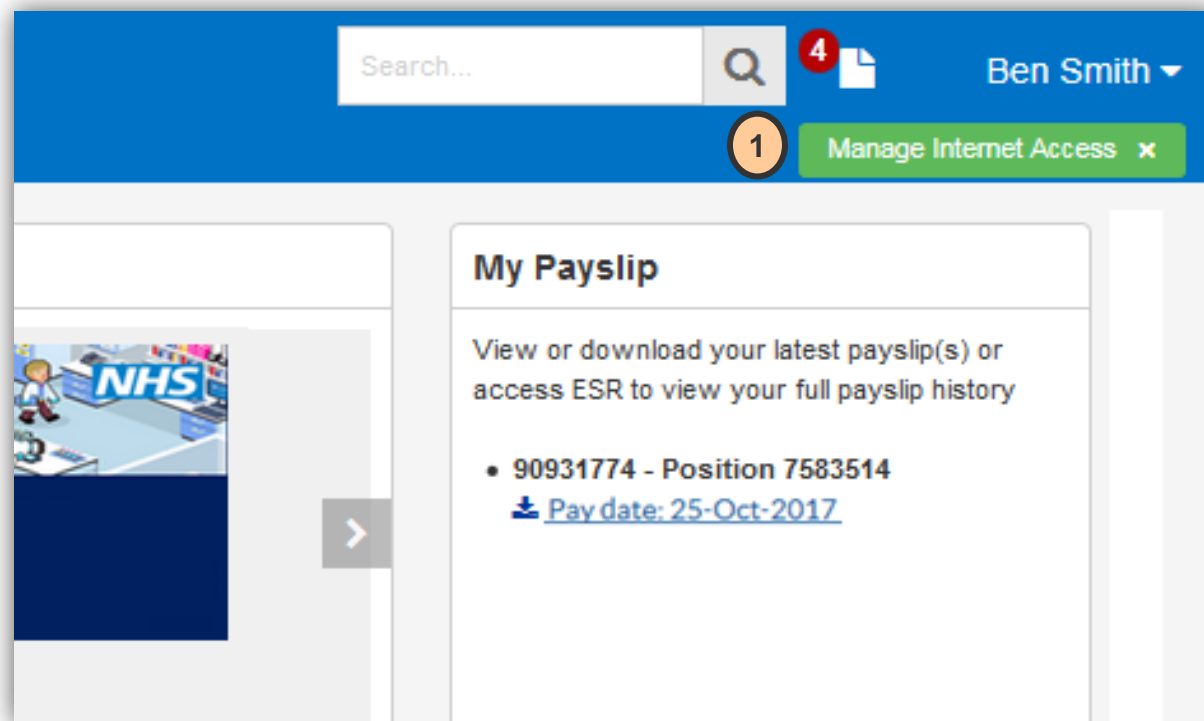 Search...
4
Ben Smith
1
Manage Internet Access ×
My Payslip
NHS
View or download your latest payslip(s) or
access ESR to view your full payslip history
• 90931774 - Position 7583514
Pay date: 25-Oct-2017